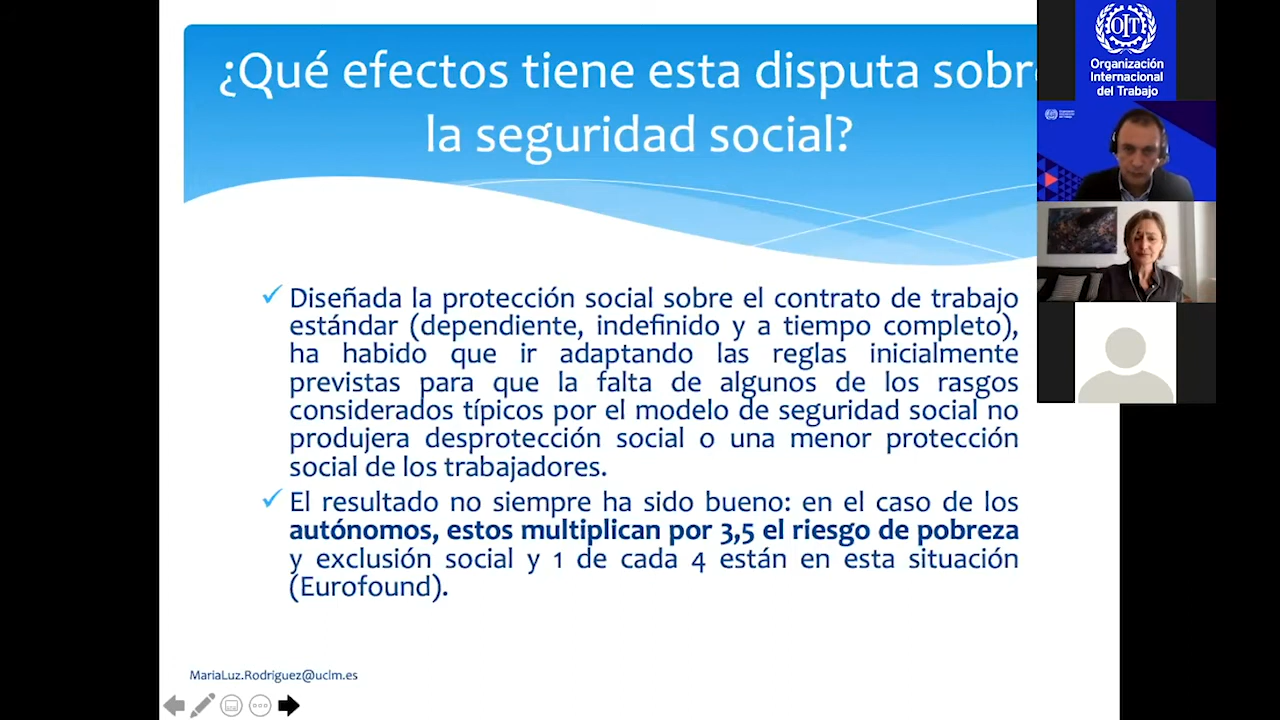 ¿Qué efectos tiene esta disputa sobre
la seguridad social?
Diseñada la protección social sobre el contrato de trabajo
estándar (dependiente, indefinido y a tiempo completo),
ha habido que ir adaptando las reglas inicialmente
previstas para que la falta de algunos de los rasgos
considerados típicos por el modelo de seguridad social no
produjera desprotección social o una menor protección
social de los trabajadores.
El resultado no siempre ha sido bueno: en el caso de los
autónomos, estos multiplican por 3,5 el riesgo de pobreza
y exclusión social y 1 de cada 4 están en esta situación
(Eurofound).
MariaLuz.Rodriguez@uclm.es
OIT
Organización
Internacional
del Trabajo